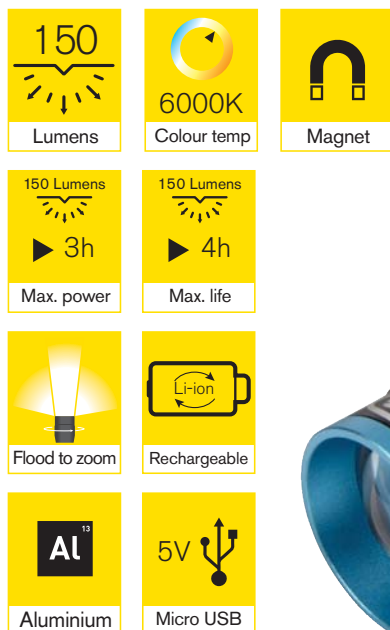 150
Lumens
6000K
Colour temp
Magnet
150 Lumens
3h
Max. power
150 Lumens
4h
Max. life
Flood to zoom
Li-ion
Rechargeable
13
Al
Aluminium
5V
Micro USB